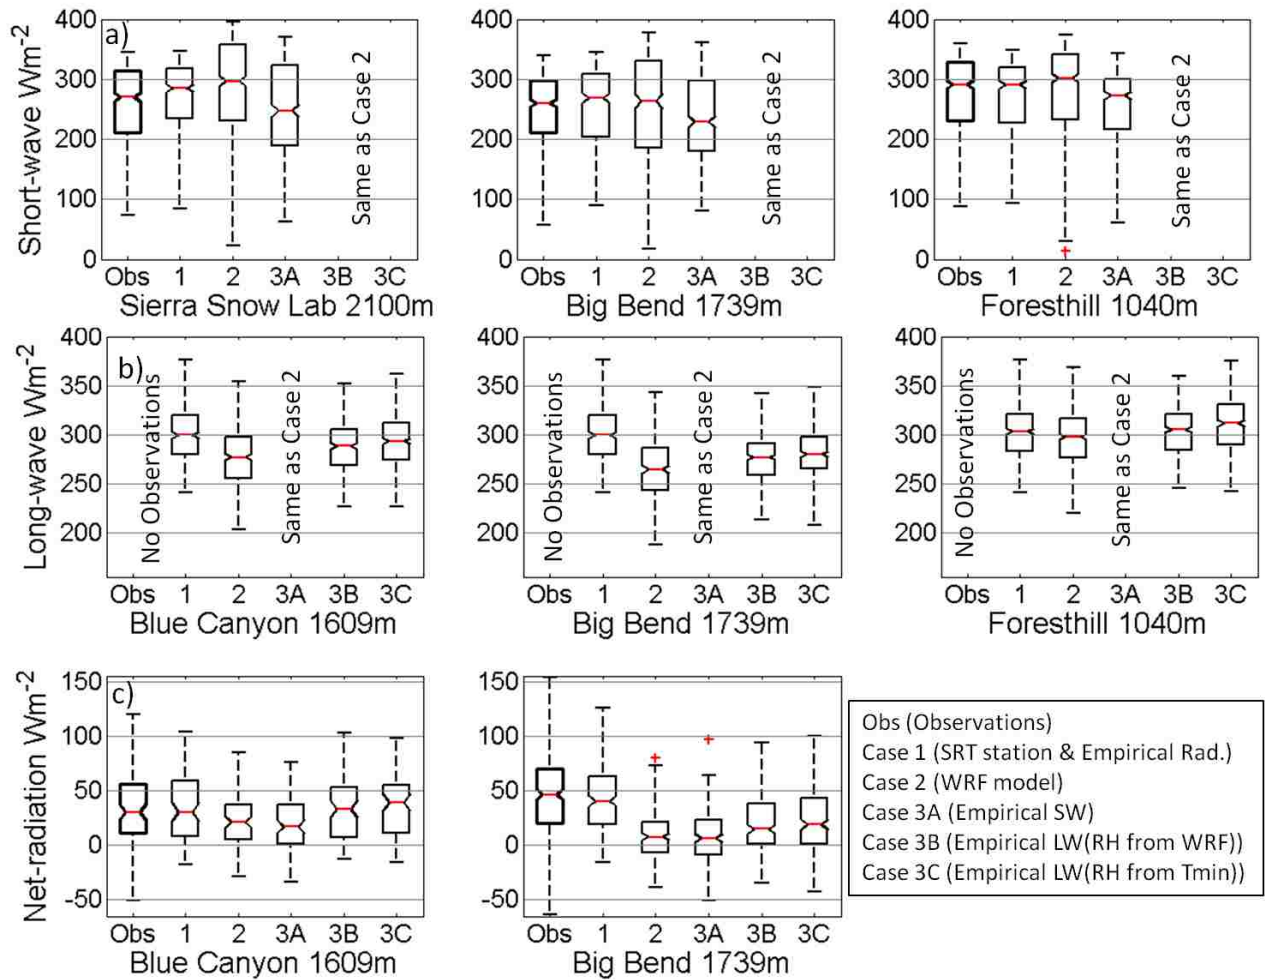 a)
Short-wave Wm-2
400
300
200
100
0
Same as Case 2
Obs 1 2 3A 3B 3C
Sierra Snow Lab 2100m
400
300
200
100
0
Same as Case 2
Obs 1 2 3A 3B 3C
Big Bend 1739m
400
300
200
100
0
Same as Case 2
Obs 1 2 3A 3B 3C
Foresthill 1040m
b)
Long-wave Wm-2
400
350
300
250
200
No Observations
Same as Case 2
Obs 1 2 3A 3B 3C
Blue Canyon 1609m
400
350
300
250
200
No Observations
Same as Case 2
Obs 1 2 3A 3B 3C
Big Bend 1739m
400
350
300
250
200
No Observations
Same as Case 2
Obs 1 2 3A 3B 3C
Foresthill 1040m
c)
Net-radiation Wm-2
150
100
50
0
-50
Obs 1 2 3A 3B 3C
Blue Canyon 1609m
150
100
50
0
-50
Obs 1 2 3A 3B 3C
Big Bend 1739m
Obs (Observations)
Case 1 (SRT station & Empirical Rad.)
Case 2 (WRF model)
Case 3A (Empirical SW)
Case 3B (Empirical LW(RH from WRF))
Case 3C (Empirical LW(RH from Tmin))